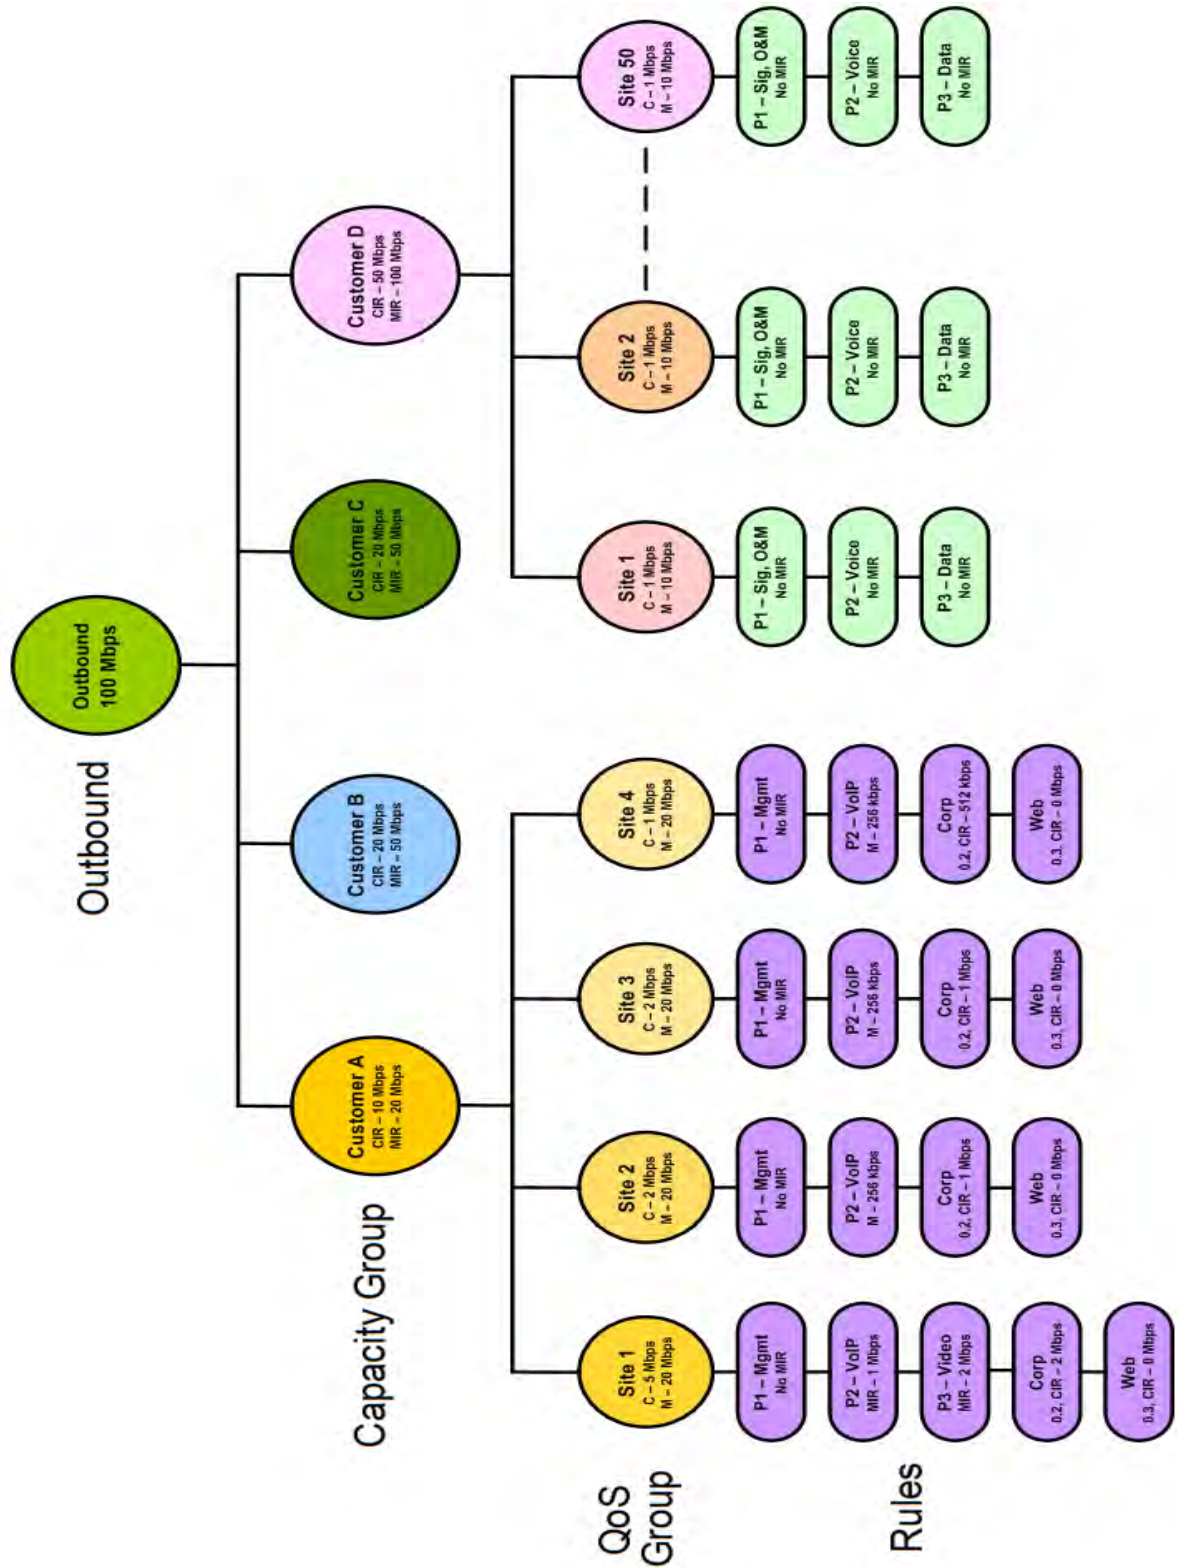 Outbound
Outbound
100 Mbps
Capacity Group
Customer A
CIR – 10 Mbps
MIR – 20 Mbps
Customer B
CIR – 20 Mbps
MIR – 50 Mbps
Customer C
CIR – 20 Mbps
MIR – 50 Mbps
Customer D
CIR – 50 Mbps
MIR – 100 Mbps
QoS
Group
Site 1
C – 5 Mbps
M – 20 Mbps
Site 2
C – 2 Mbps
M – 20 Mbps
Site 3
C – 2 Mbps
M – 20 Mbps
Site 4
C – 1 Mbps
M – 20 Mbps
Site 1
C – 1 Mbps
M – 10 Mbps
Site 2
C – 1 Mbps
M – 10 Mbps
Site 50
C – 1 Mbps
M – 10 Mbps
Rules
P1 – Mgmt
No MIR
P2 – VoIP
MIR – 1 Mbps
P3 – Video
MIR – 2 Mbps
Corp
0.2, CIR – 2 Mbps
Web
0.3, CIR – 0 Mbps
P1 – Mgmt
No MIR
P2 – VoIP
M – 256 kbps
Corp
0.2, CIR – 1 Mbps
Web
0.3, CIR – 0 Mbps
P1 – Mgmt
No MIR
P2 – VoIP
M – 256 kbps
Corp
0.2, CIR – 1 Mbps
Web
0.3, CIR – 0 Mbps
P1 – Mgmt
No MIR
P2 – VoIP
M – 256 kbps
Corp
0.2, CIR – 512 kbps
Web
0.3, CIR – 0 Mbps
P1 – Sig, O&M
No MIR
P2 – Voice
No MIR
P3 – Data
No MIR
P1 – Sig, O&M
No MIR
P2 – Voice
No MIR
P3 – Data
No MIR
P1 – Sig, O&M
No MIR
P2 – Voice
No MIR
P3 – Data
No MIR